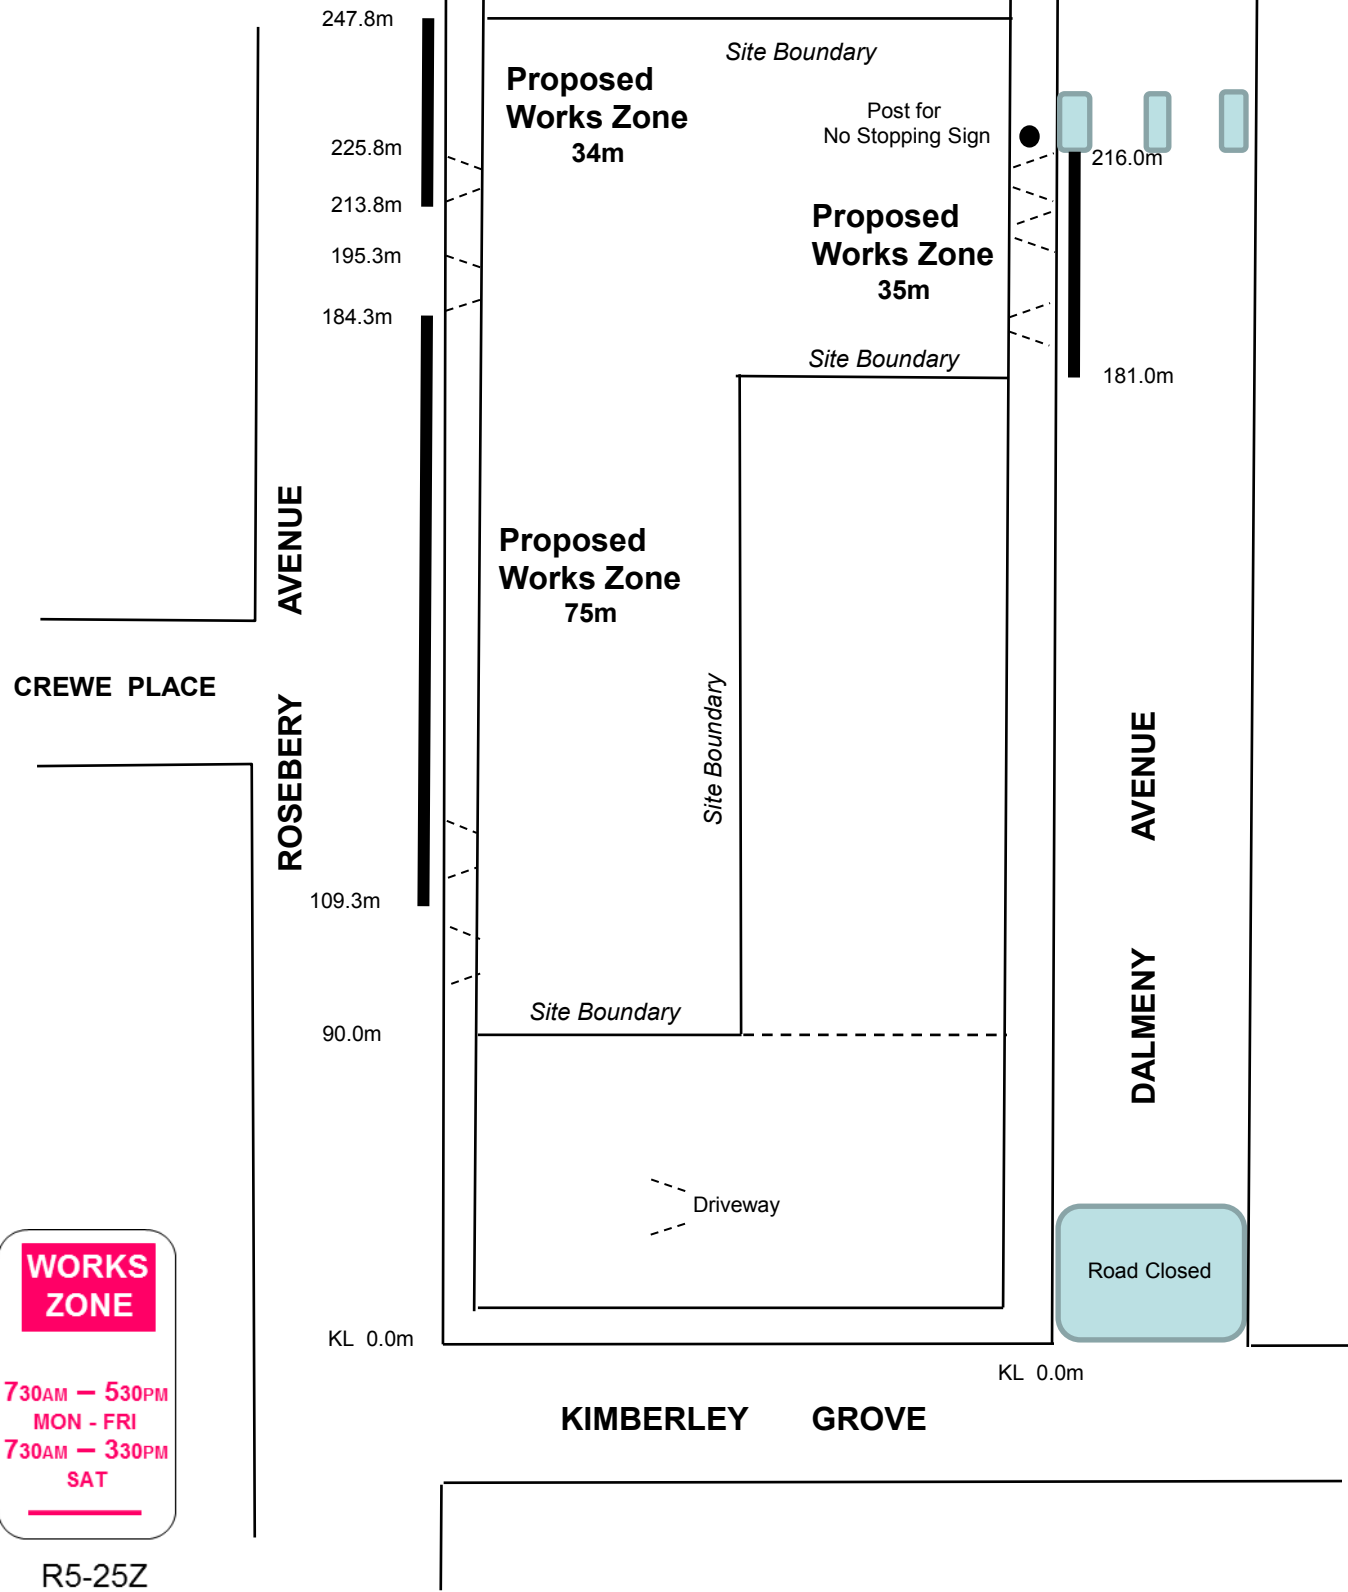 247.8m
Site Boundary
Proposed
Works Zone
34m
Post for
No Stopping Sign
225.8m
216.0m
213.8m
Proposed
Works Zone
35m
195.3m
184.3m
Site Boundary
181.0m
Proposed
Works Zone
75m
ROSEBERY AVENUE
CREWE PLACE
Site Boundary
DALMENY AVENUE
109.3m
Site Boundary
90.0m
Driveway
Road Closed
KL 0.0m
KL 0.0m
KIMBERLEY GROVE
WORKS
ZONE
730AM – 530PM
MON - FRI
730AM – 330PM
SAT
R5-25Z